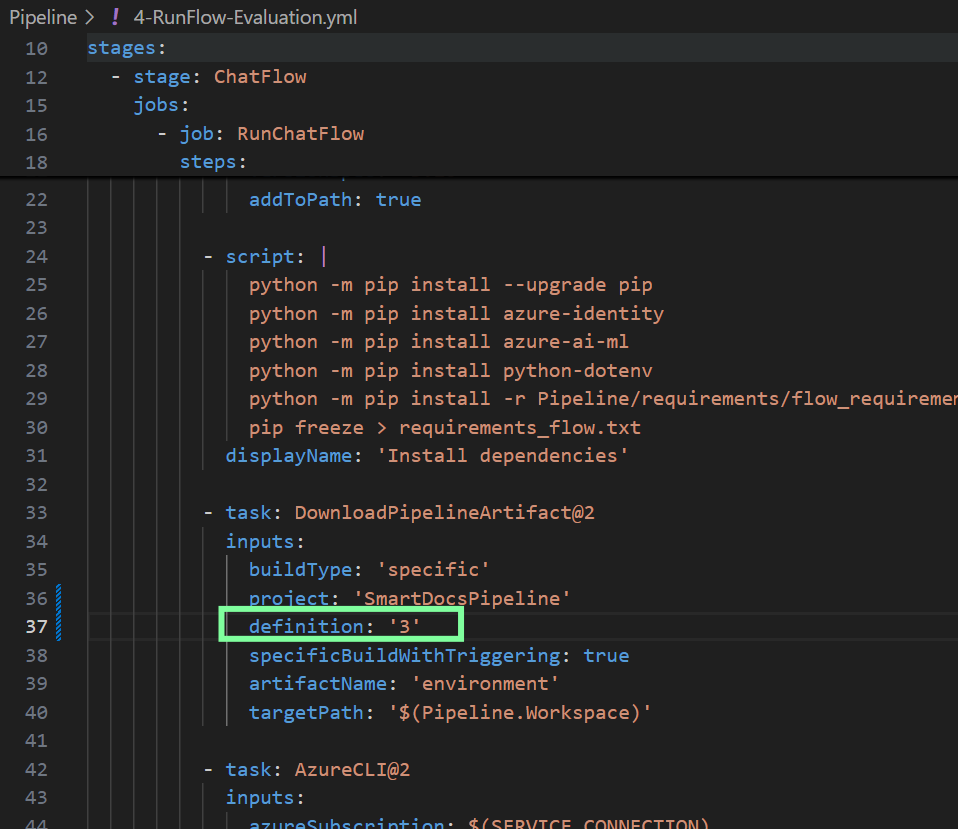 Pipeline > ! 4-RunFlow-Evaluation.yml
10 stages:
12 - stage: ChatFlow
15 jobs:
16 - job: RunChatFlow
18 steps:
22 addToPath: true
23
24 - script: |
25 python -m pip install --upgrade pip
26 python -m pip install azure-identity
27 python -m pip install azure-ai-ml
28 python -m pip install python-dotenv
29 python -m pip install -r Pipeline/requirements/flow_requiremen
30 pip freeze > requirements_flow.txt
31 displayName: 'Install dependencies'
32
33 - task: DownloadPipelineArtifact@2
34 inputs:
35 buildType: 'specific'
36 project: 'SmartDocsPipeline'
37 definition: '3'
38 specificBuildWithTriggering: true
39 artifactName: 'environment'
40 targetPath: '$(Pipeline.Workspace)'
41
42 - task: AzureCLI@2
43 inputs:
44 azureSubscription: $(SERVICE_CONNECTION)